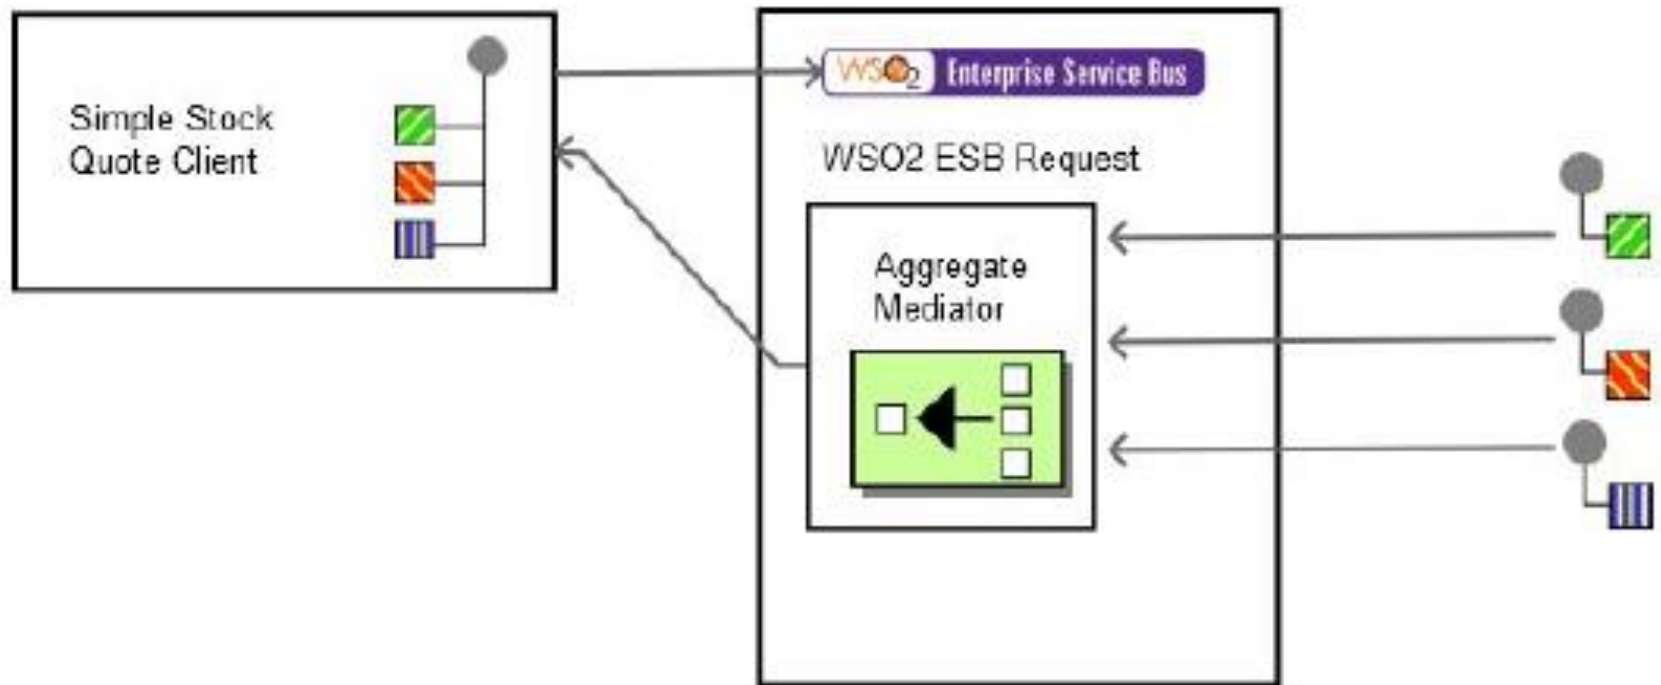 Simple Stock
Quote Client
WSO2 Enterprise Service Bus
WSO2 ESB Request
Aggregate
Mediator